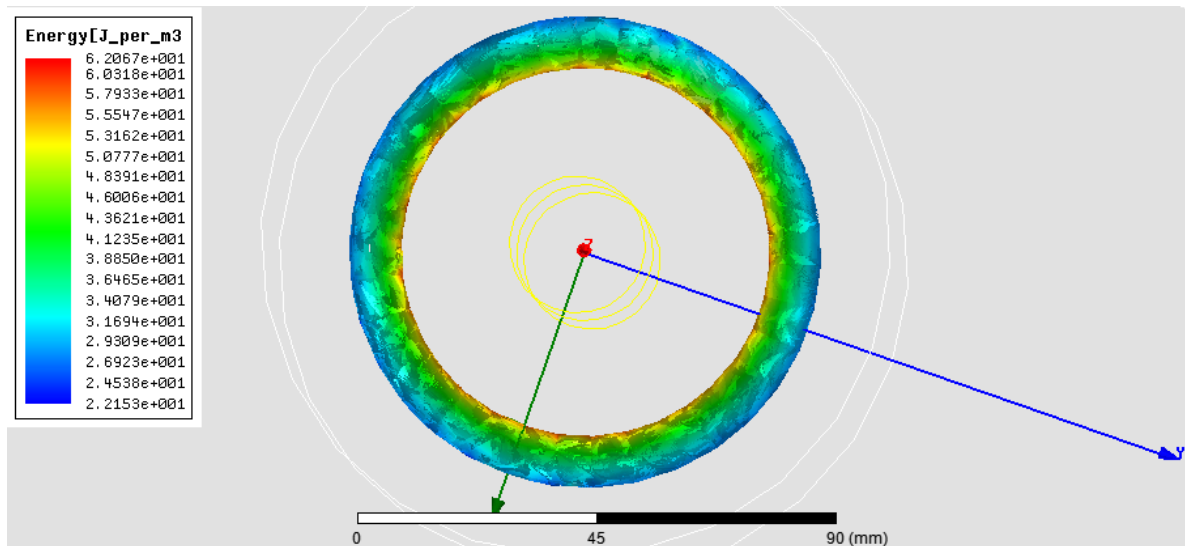 Energy[J_per_m3
6.2067e+001
6.0318e+001
5.7933e+001
5.5547e+001
5.3162e+001
5.0777e+001
4.8391e+001
4.6006e+001
4.3621e+001
4.1235e+001
3.8850e+001
3.6465e+001
3.4079e+001
3.1694e+001
2.9309e+001
2.6923e+001
2.4538e+001
2.2153e+001
Z
Y
0 45 90 (mm)